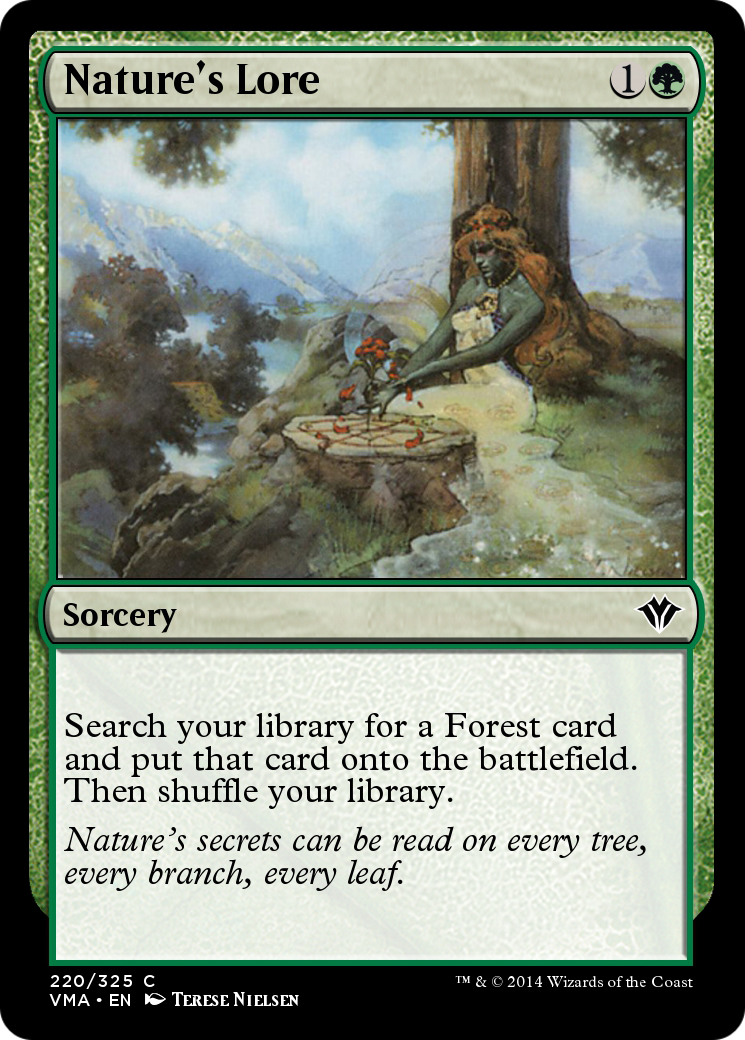 Nature's Lore 1
Sorcery
Search your library for a Forest card
and put that card onto the battlefield.
Then shuffle your library.
Nature's secrets can be read on every tree,
every branch, every leaf.
220/325 C
™ & © 2014 Wizards of the Coast
VMA • EN Terese Nielsen